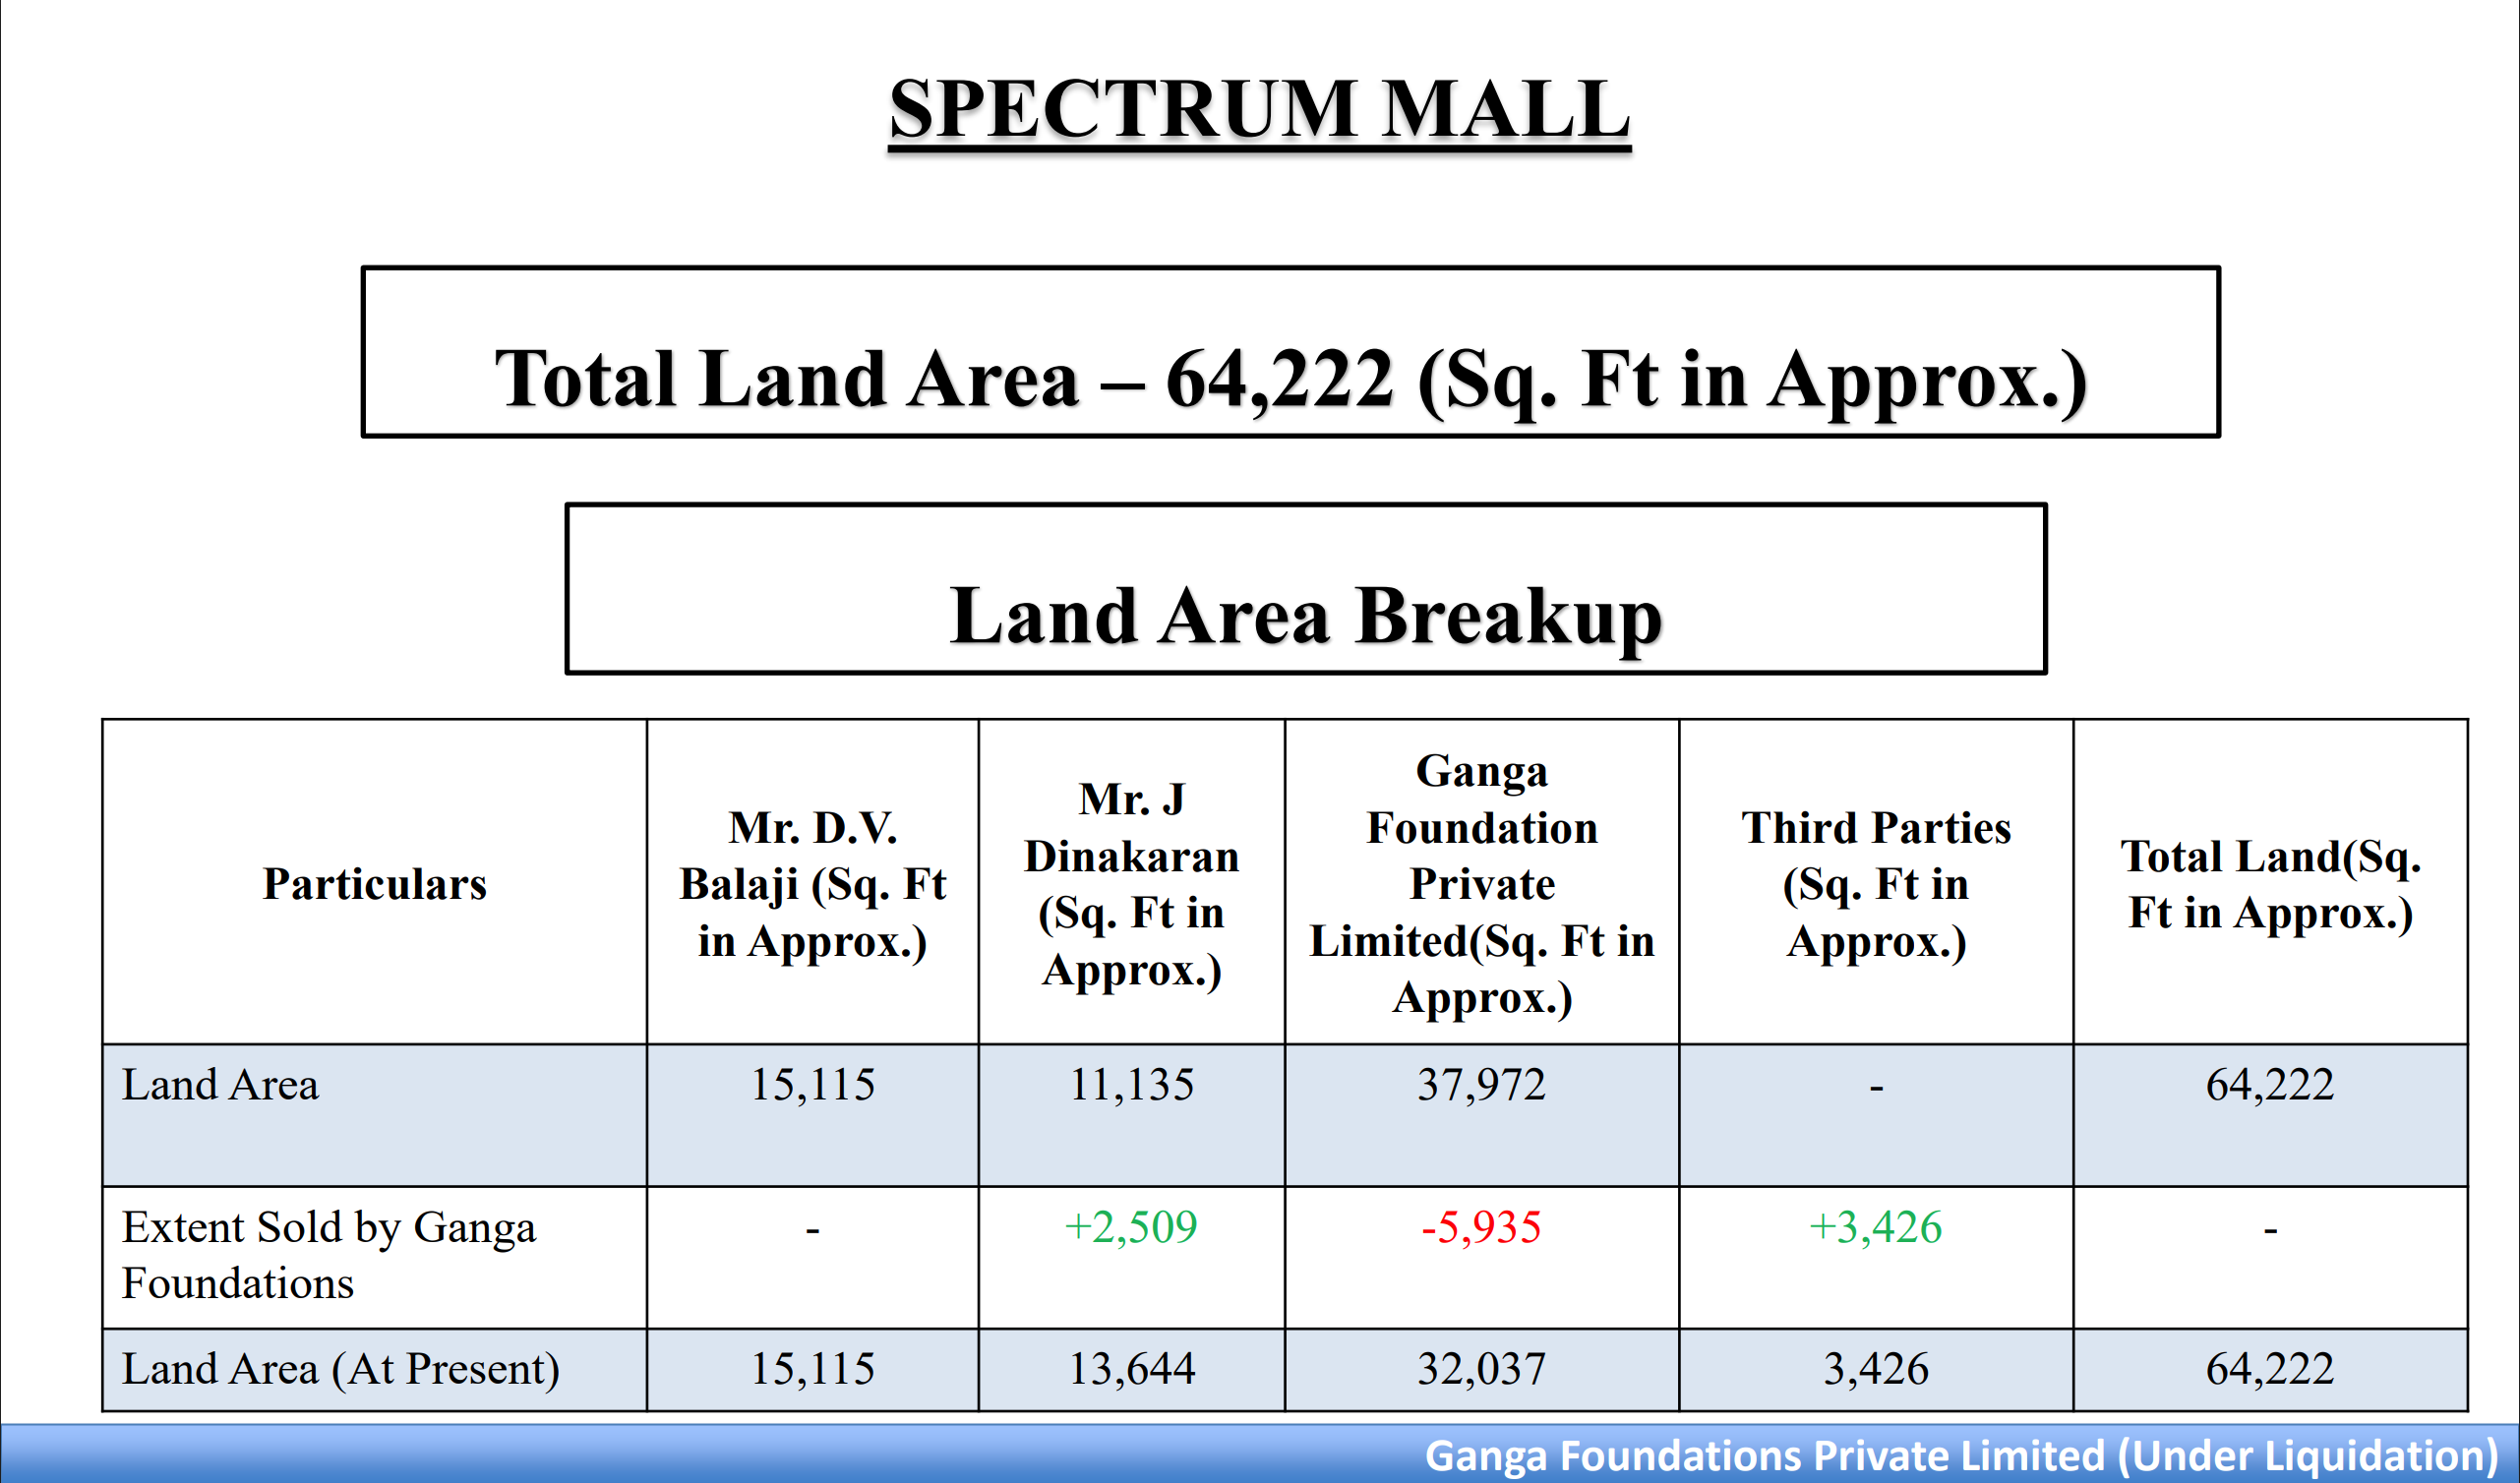 SPECTRUM MALL
Total Land Area – 64,222 (Sq. Ft in Approx.)
Land Area Breakup
Particulars
Mr. D.V.
Balaji (Sq. Ft
in Approx.)
Mr. J
Dinakaran
(Sq. Ft in
Approx.)
Ganga
Foundation
Private
Limited(Sq. Ft in
Approx.)
Third Parties
(Sq. Ft in
Approx.)
Total Land(Sq.
Ft in Approx.)
Land Area
15,115
11,135
37,972
-
64,222
Extent Sold by Ganga
Foundations
-
+2,509
-5,935
+3,426
-
Land Area (At Present)
15,115
13,644
32,037
3,426
64,222
Ganga Foundations Private Limited (Under Liquidation)